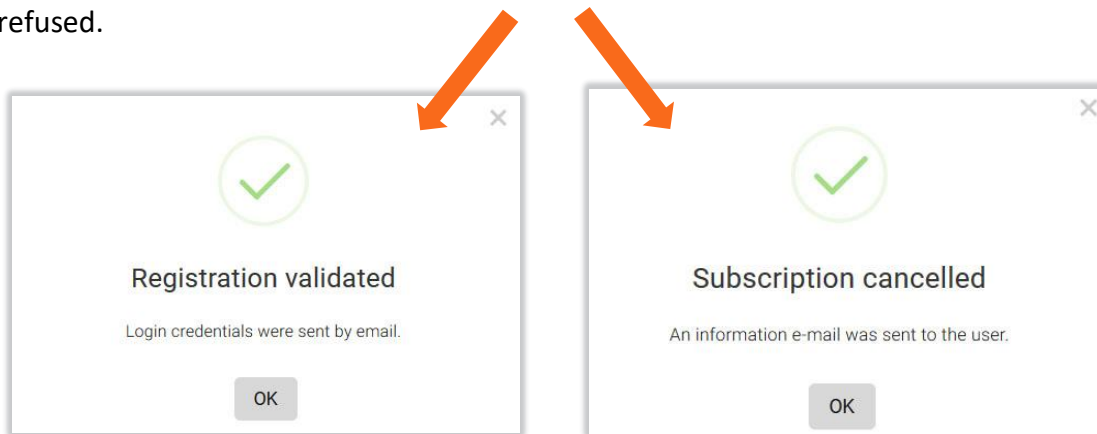 refused.
Registration validated
Login credentials were sent by email.
OK
Subscription cancelled
An information e-mail was sent to the user.
OK